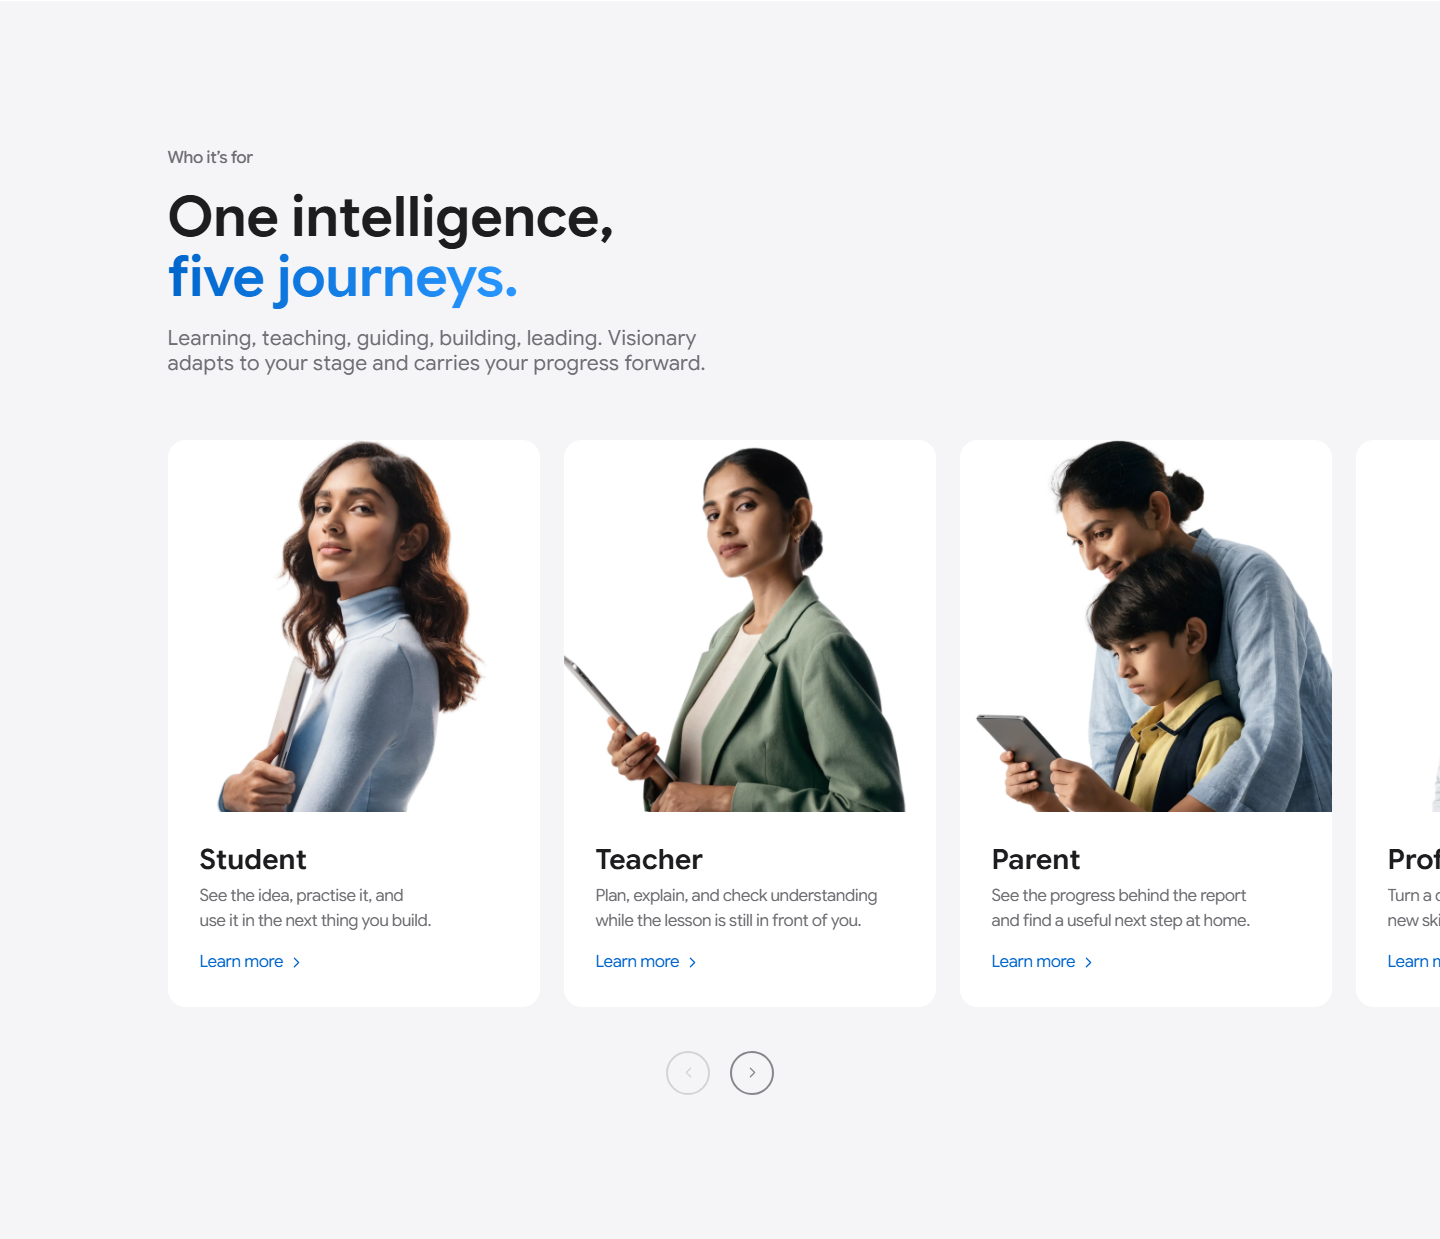 Who it’s for
One intelligence,
five journeys.
Learning, teaching, guiding, building, leading. Visionary
adapts to your stage and carries your progress forward.
Student
See the idea, practise it, and
use it in the next thing you build.
Learn more
Teacher
Plan, explain, and check understanding
while the lesson is still in front of you.
Learn more
Parent
See the progress behind the report
and find a useful next step at home.
Learn more
Turn a
new
Learn